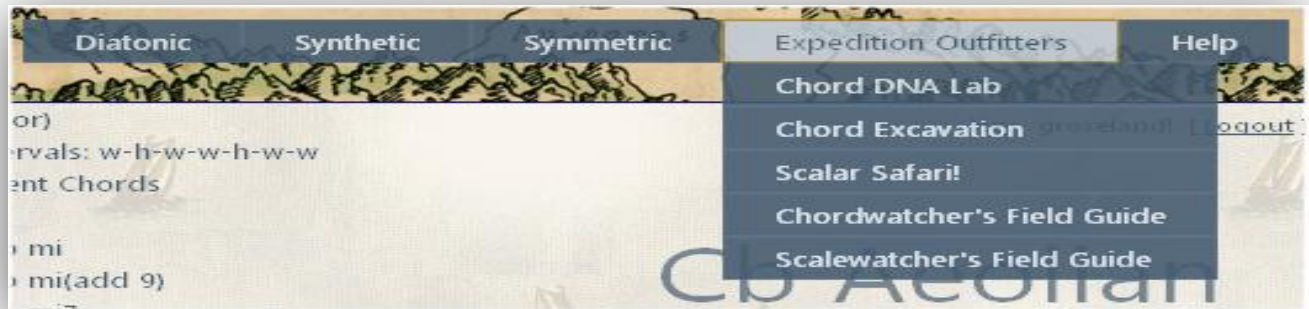 Diatonic Synthetic Symmetric Expedition Outfitters Help
Chord DNA Lab
Chord Excavation
Scalar Safari!
Chordwatcher's Field Guide
Scalewatcher's Field Guide
or)
rvals: w-h-w-w-h-w-w
ent Chords
mi
mi(add 9)
groveland! [Logout
Cb Aeolian